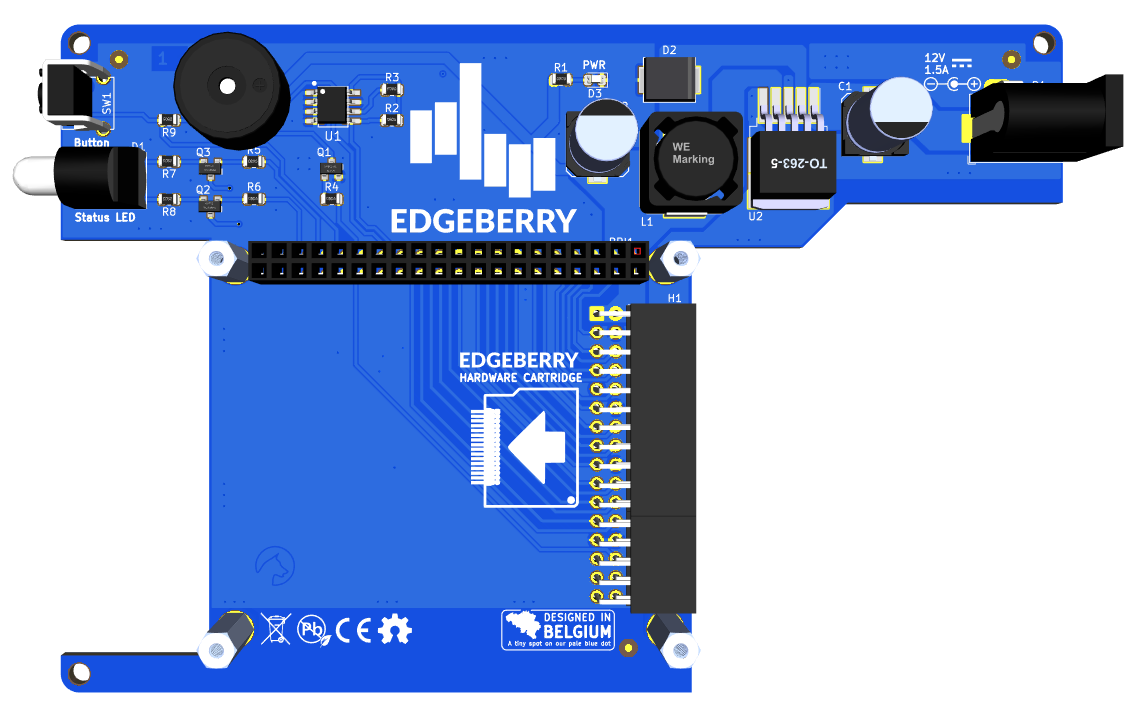 1
12V
1.5A
SW1
R9
Button
D1
R7
R8
Status LED
Q3
Q2
R5
R6
U1
R3
R2
Q1
R4
R1
PWR
D3
D2
C1
WE
Marking
L1
TO-263-5
U2
EDGEBERRY
H1
EDGEBERRY
HARDWARE CARTRIDGE
Pb
CE
DESIGNED IN
BELGIUM
A tiny spot on our pale blue dot